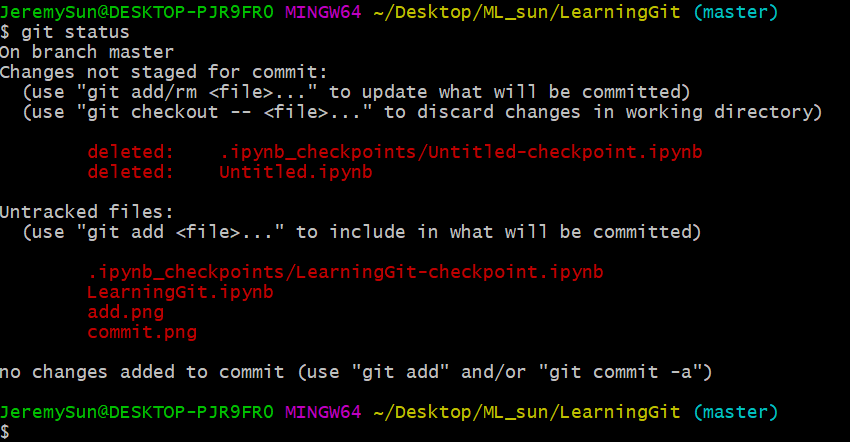 JeremySun@DESKTOP-PJR9FR0 MINGW64 ~/Desktop/ML_sun/LearningGit (master)
$ git status
On branch master
Changes not staged for commit:
  (use "git add/rm <file>..." to update what will be committed)
  (use "git checkout -- <file>..." to discard changes in working directory)

        deleted:    .ipynb_checkpoints/Untitled-checkpoint.ipynb
        deleted:    Untitled.ipynb

Untracked files:
  (use "git add <file>..." to include in what will be committed)

        .ipynb_checkpoints/LearningGit-checkpoint.ipynb
        LearningGit.ipynb
        add.png
        commit.png

no changes added to commit (use "git add" and/or "git commit -a")

JeremySun@DESKTOP-PJR9FR0 MINGW64 ~/Desktop/ML_sun/LearningGit (master)
$